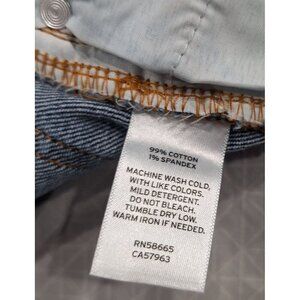 99% COTTON
1% SPANDEX
MACHINE WASH COLD,
WITH LIKE COLORS.
MILD DETERGENT.
DO NOT BLEACH.
TUMBLE DRY LOW.
WARM IRON IF NEEDED.
RN58665
CA57963